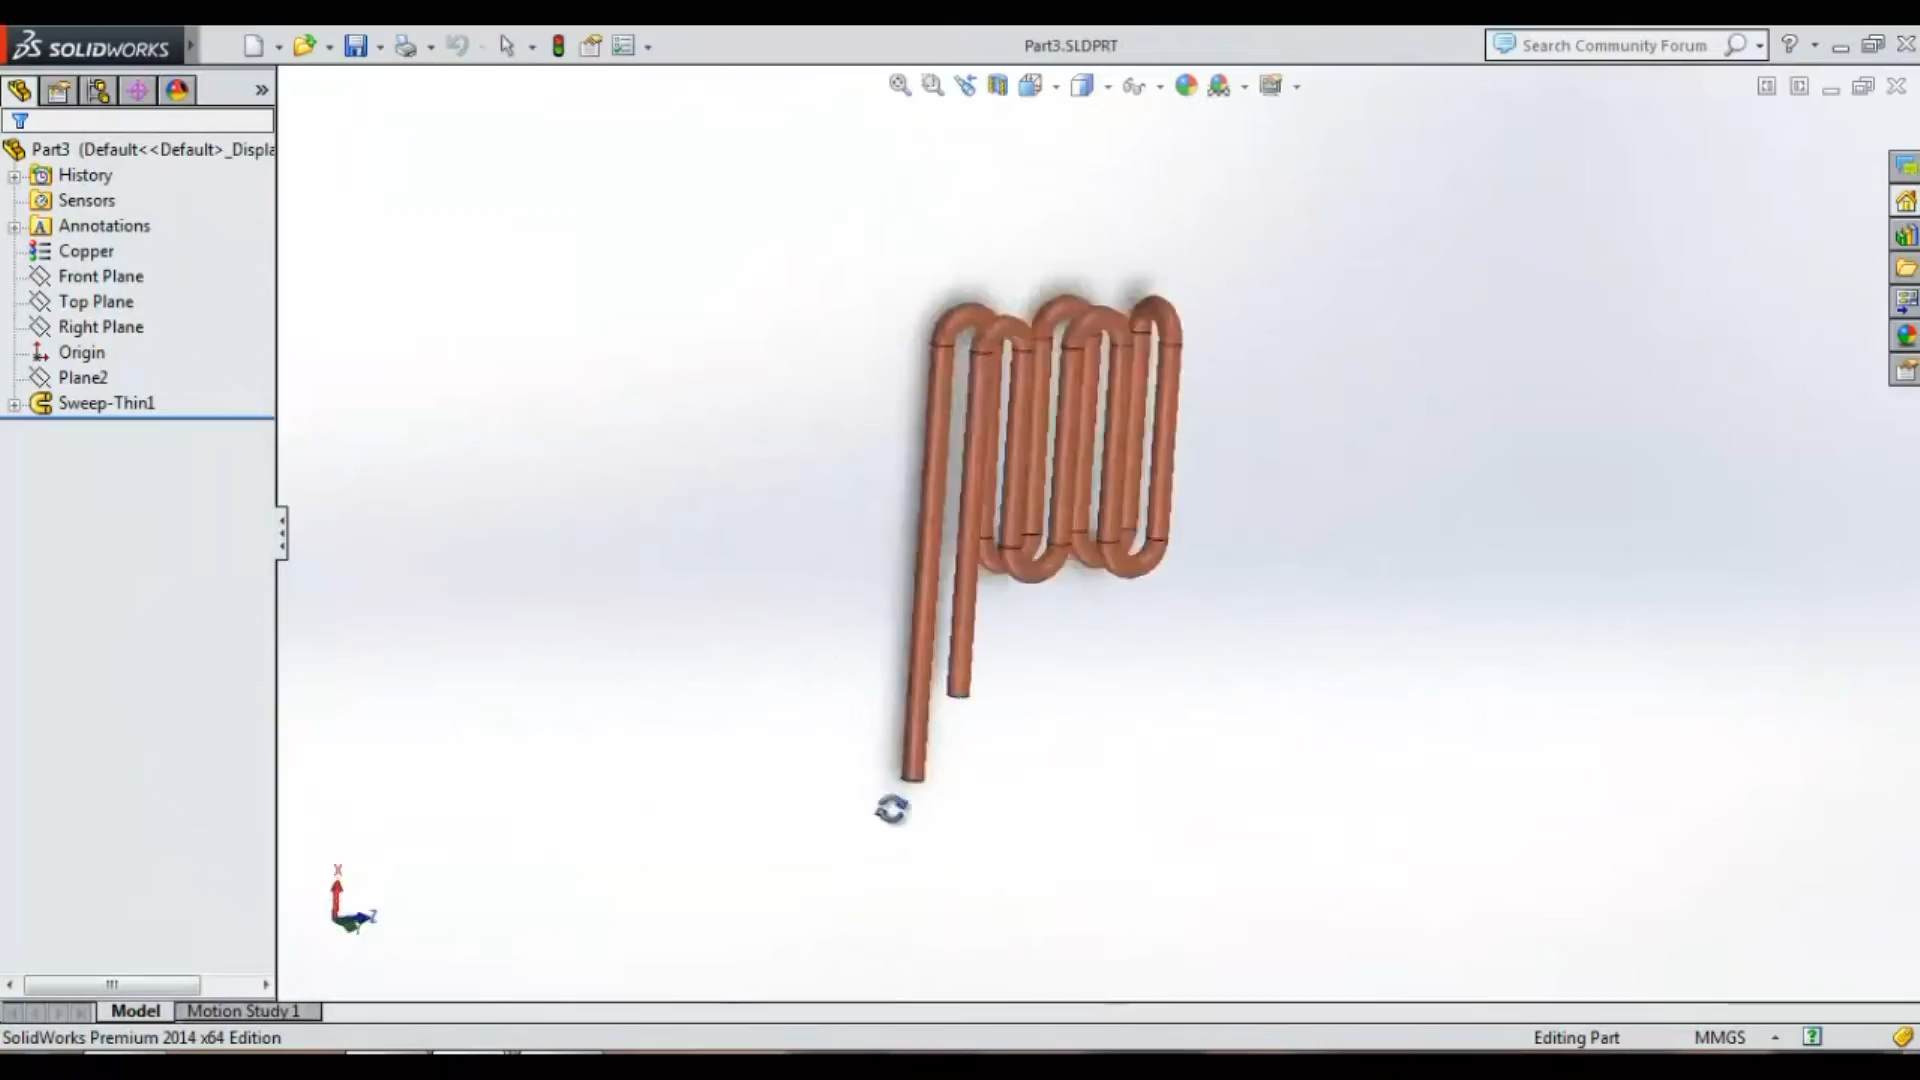 SOLIDWORKS
Part3.SLDPRT
Search Community Forum
Part3 (Default<<Default>_Displa
History
Sensors
Annotations
Copper
Front Plane
Top Plane
Right Plane
Origin
Plane2
Sweep-Thin1
X
Z
Model
Motion Study 1
SolidWorks Premium 2014 x64 Edition
Editing Part
MMGS